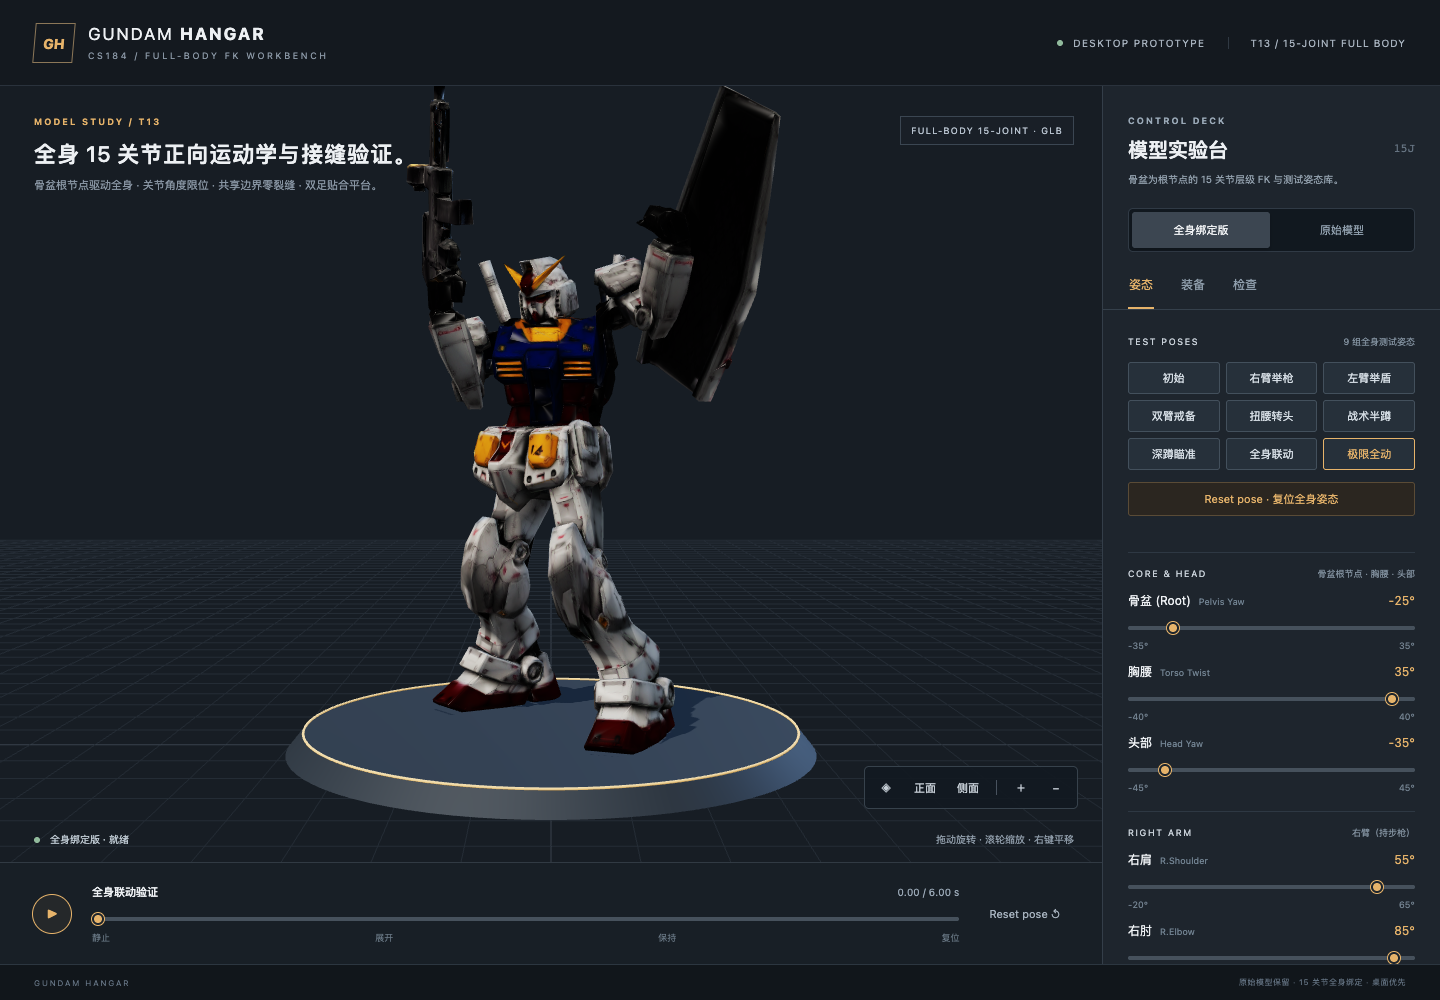 GH
GUNDAM HANGAR
CS184 / FULL-BODY FK WORKBENCH
DESKTOP PROTOTYPE
T13 / 15-JOINT FULL BODY
MODEL STUDY / T13
全身 15 关节正向运动学与接缝验证。
骨盆根节点驱动全身 · 关节角度限位 · 共享边界零裂缝 · 双足贴合平台。
FULL-BODY 15-JOINT · GLB
14
正面 侧面 + −
全身绑定版 · 就绪
拖动旋转 · 滚轮缩放 · 右键平移
全身联动验证
0.00 / 6.00 s
静止 展开 保持 复位
Reset pose ↺
CONTROL DECK
模型实验台
15J
骨盆为根节点的 15 关节层级 FK 与测试姿态库。
全身绑定版 原始模型
姿态 装备 检查
TEST POSES
9 组全身测试姿态
初始 右臂举枪 左臂举盾
双臂戒备 扭腰转头 战术半蹲
深蹲瞄准 全身联动 极限全动
Reset pose · 复位全身姿态
CORE & HEAD
骨盆根节点 · 胸腰 · 头部
骨盆 (Root) Pelvis Yaw -25°
-35° 35°
胸腰 Torso Twist 35°
-40° 40°
头部 Head Yaw -35°
-45° 45°
RIGHT ARM
右臂（持步枪）
右肩 R.Shoulder 55°
-20° 65°
右肘 R.Elbow 85°
GUNDAM HANGAR
原始模型保留 · 15 关节全身绑定 · 桌面优先